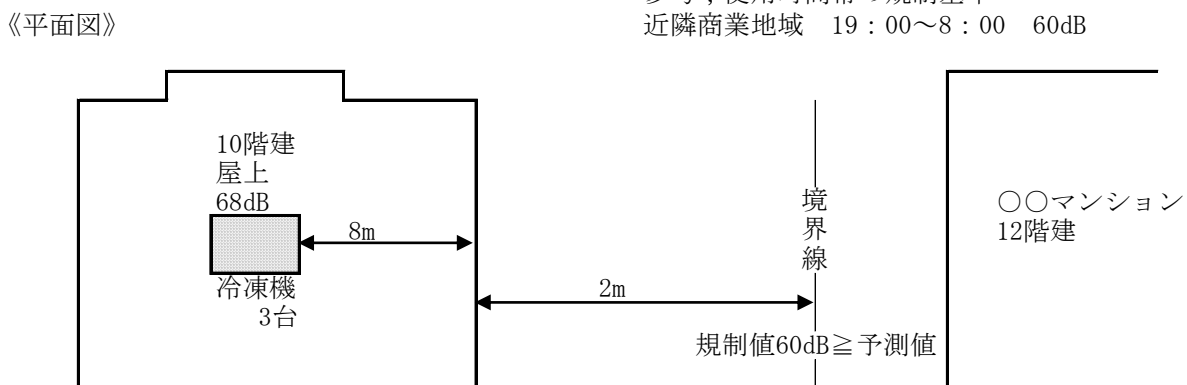 《平面図》
近隣商業地域 19：00～8：00 60dB
10階建
屋上
68dB
8m
冷凍機
3台
2m
境界線
規制値60dB≧予測値
○○マンション
12階建